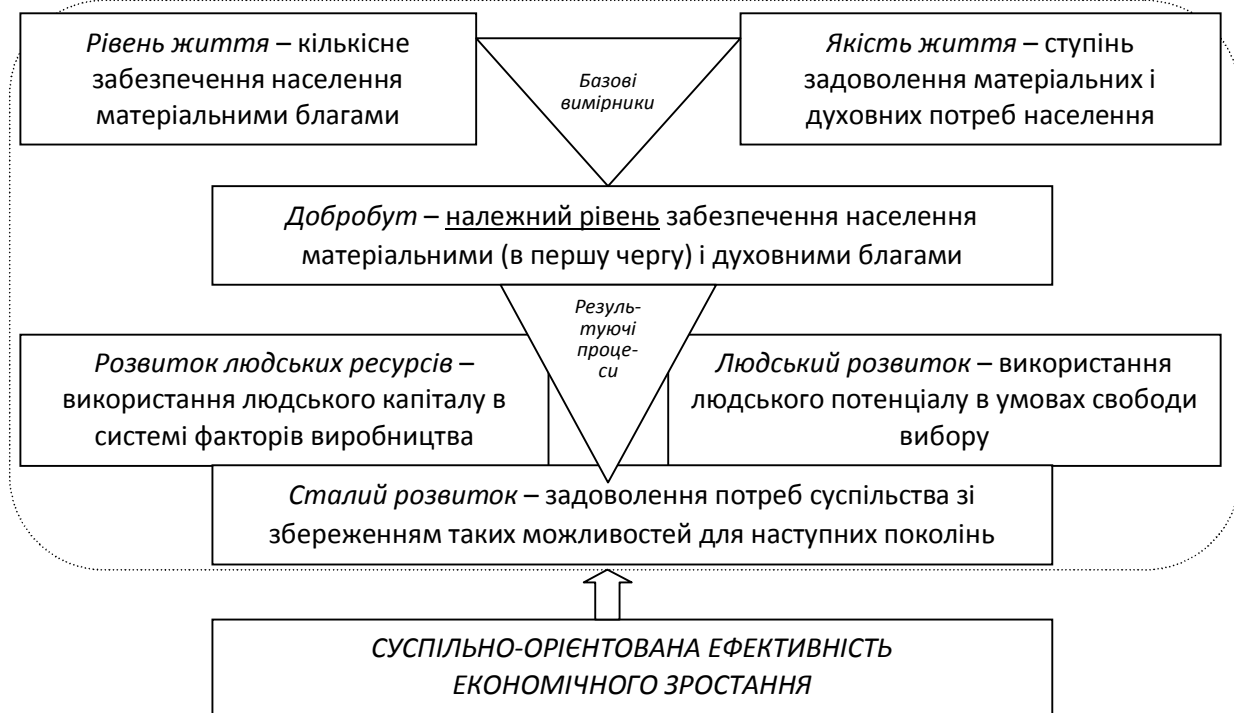 Рівень життя – кількісне
забезпечення населення
матеріальними благами
Базові
вимірники
Якість життя – ступінь
задоволення матеріальних і
духовних потреб населення
Добробут – належний рівень забезпечення населення
матеріальними (в першу чергу) і духовними благами
Резуль-
туючі
проце-
си
Розвиток людських ресурсів –
використання людського капіталу в
системі факторів виробництва
Людський розвиток – використання
людського потенціалу в умовах свободи
вибору
Сталий розвиток – задоволення потреб суспільства зі
збереженням таких можливостей для наступних поколінь
СУСПІЛЬНО-ОРІЄНТОВАНА ЕФЕКТИВНІСТЬ
ЕКОНОМІЧНОГО ЗРОСТАННЯ